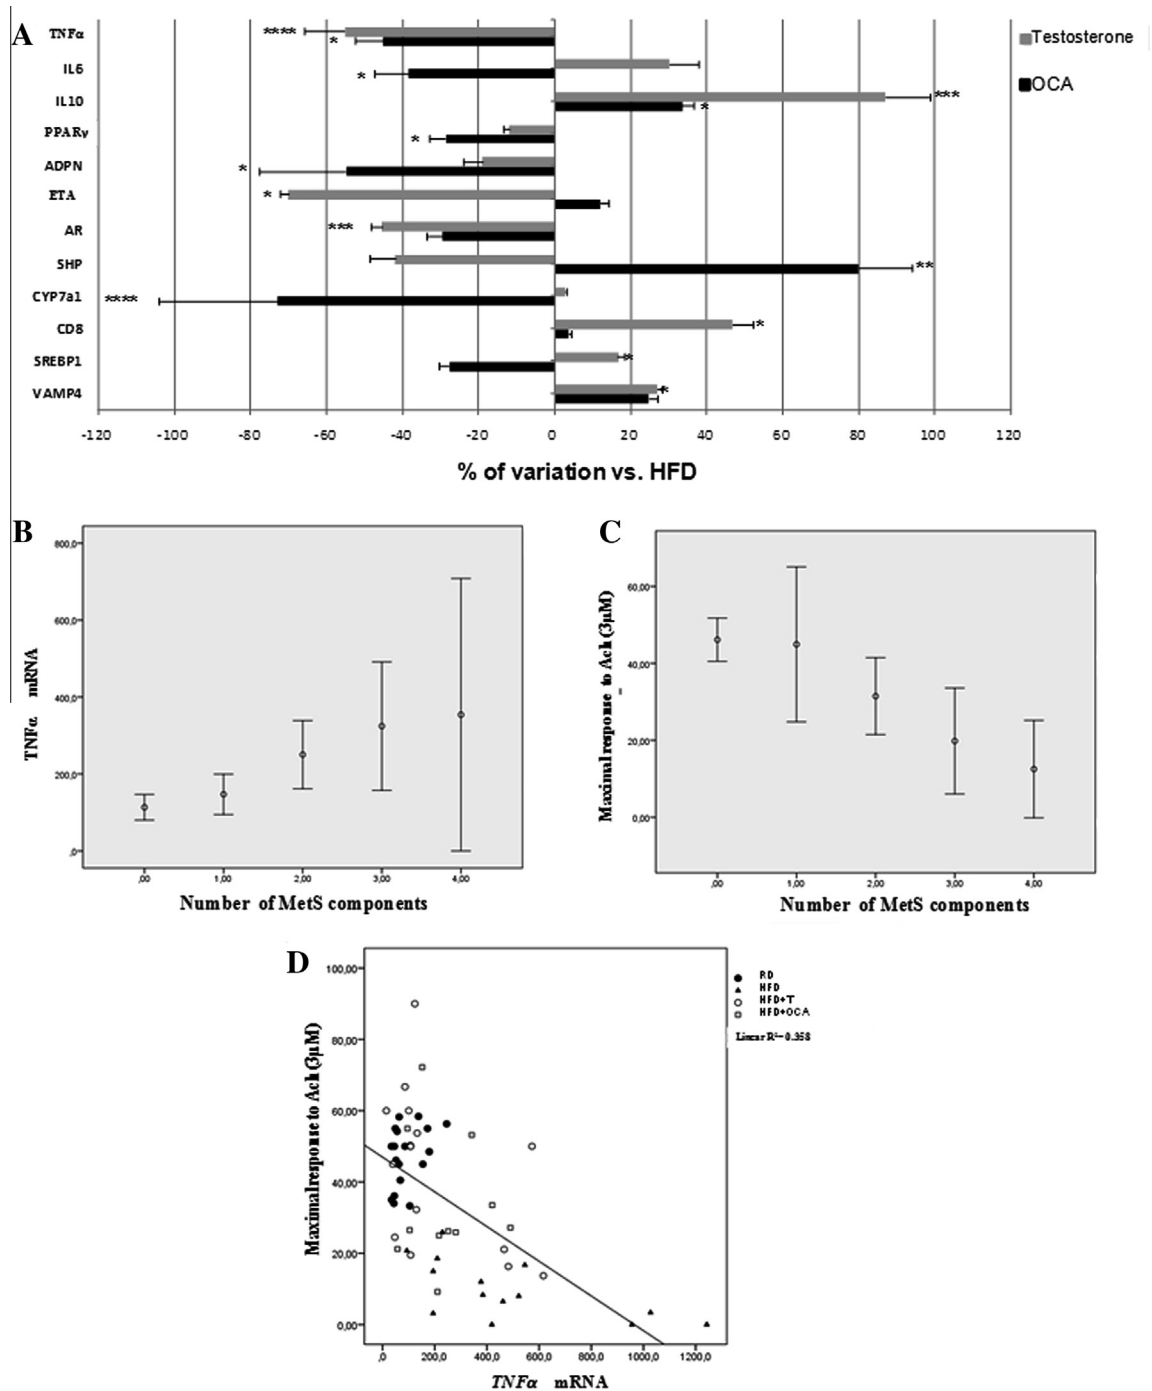 A
TNFα
IL6
IL10
PPARγ
ADPN
ETA
AR
SHP
CYP7a1
CD8
SREBP1
VAMP4
**** * * *** * * * * *** ** **** * * *
Testosterone
OCA
-120 -100 -80 -60 -40 -20 0 20 40 60 80 100 120
% of variation vs. HFD
B
TNFα mRNA
800,0
600,0
400,0
200,0
,0
,00 1,00 2,00 3,00 4,00
Number of MetS components
C
Maximal response to Ach (3µM)
60,00
40,00
20,00
0,00
,00 1,00 2,00 3,00 4,00
Number of MetS components
D
Maximal response to Ach (3µM)
100,00
80,00
60,00
40,00
20,00
0,00
,0 200,0 400,0 600,0 800,0 1000,0 1200,0
TNFα mRNA
RD
HFD
HFD+T
HFD+OCA
Linear R²=0.358